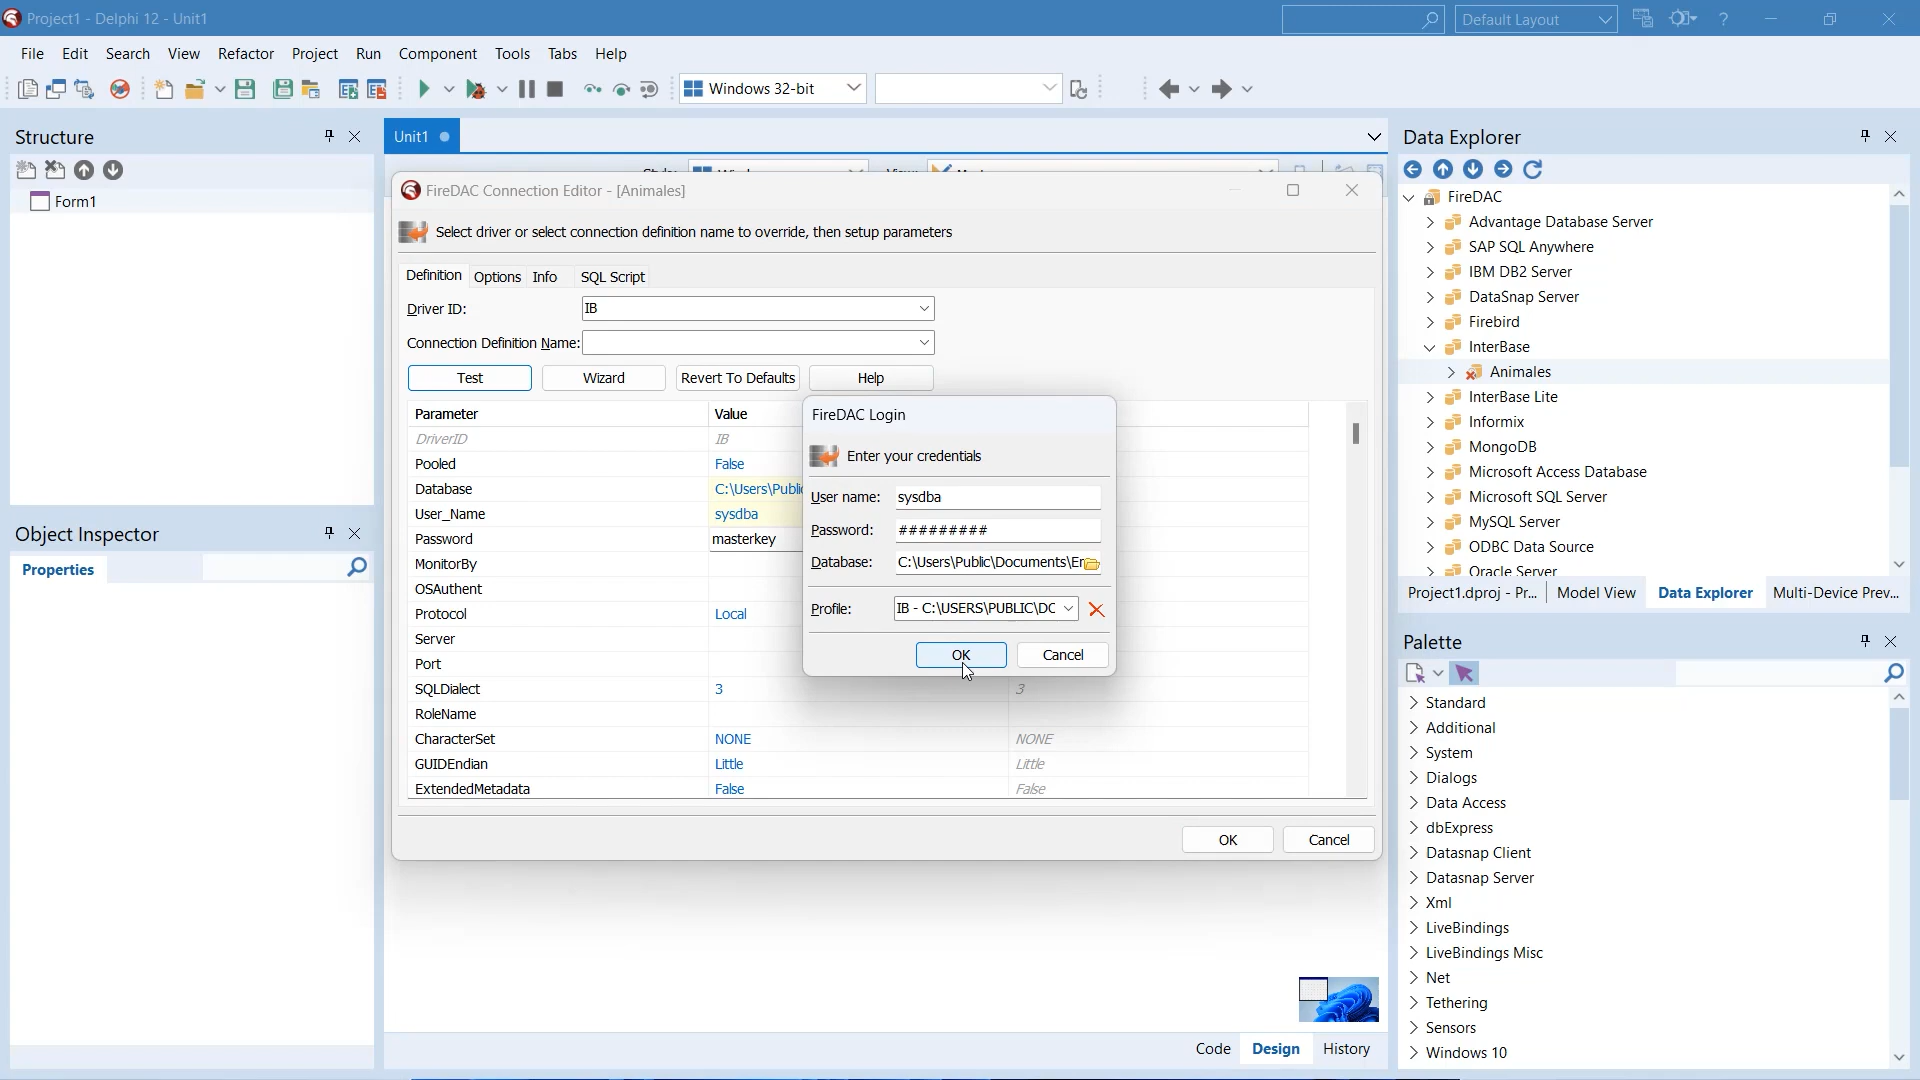 Project1 - Delphi 12 - Unit1
Default Layout
?
File Edit Search View Refactor Project Run Component Tools Tabs Help
Windows 32-bit
Structure
Form1
Object Inspector
Properties
Unit1
FireDAC Connection Editor - [Animales]
Select driver or select connection definition name to override, then setup parameters
Definition Options Info SQL Script
Driver ID: IB
Connection Definition Name:
Test Wizard Revert To Defaults Help
Parameter Value
DriverID IB
Pooled False
Database C:\Users\Public
User_Name sysdba
Password masterkey
MonitorBy
OSAuthent
Protocol Local
Server
Port
SQLDialect 3 3
RoleName
CharacterSet NONE NONE
GUIDEndian Little Little
ExtendedMetadata False False
OK Cancel
FireDAC Login
Enter your credentials
User name: sysdba
Password: #########
Database: C:\Users\Public\Documents\Er
Profile: IB - C:\USERS\PUBLIC\DC
OK Cancel
Code Design History
Data Explorer
FireDAC
Advantage Database Server
SAP SQL Anywhere
IBM DB2 Server
DataSnap Server
Firebird
InterBase
Animales
InterBase Lite
Informix
MongoDB
Microsoft Access Database
Microsoft SQL Server
MySQL Server
ODBC Data Source
Oracle Server
Project1.dproj - Pr... Model View Data Explorer Multi-Device Prev...
Palette
Standard
Additional
System
Dialogs
Data Access
dbExpress
Datasnap Client
Datasnap Server
Xml
LiveBindings
LiveBindings Misc
Net
Tethering
Sensors
Windows 10